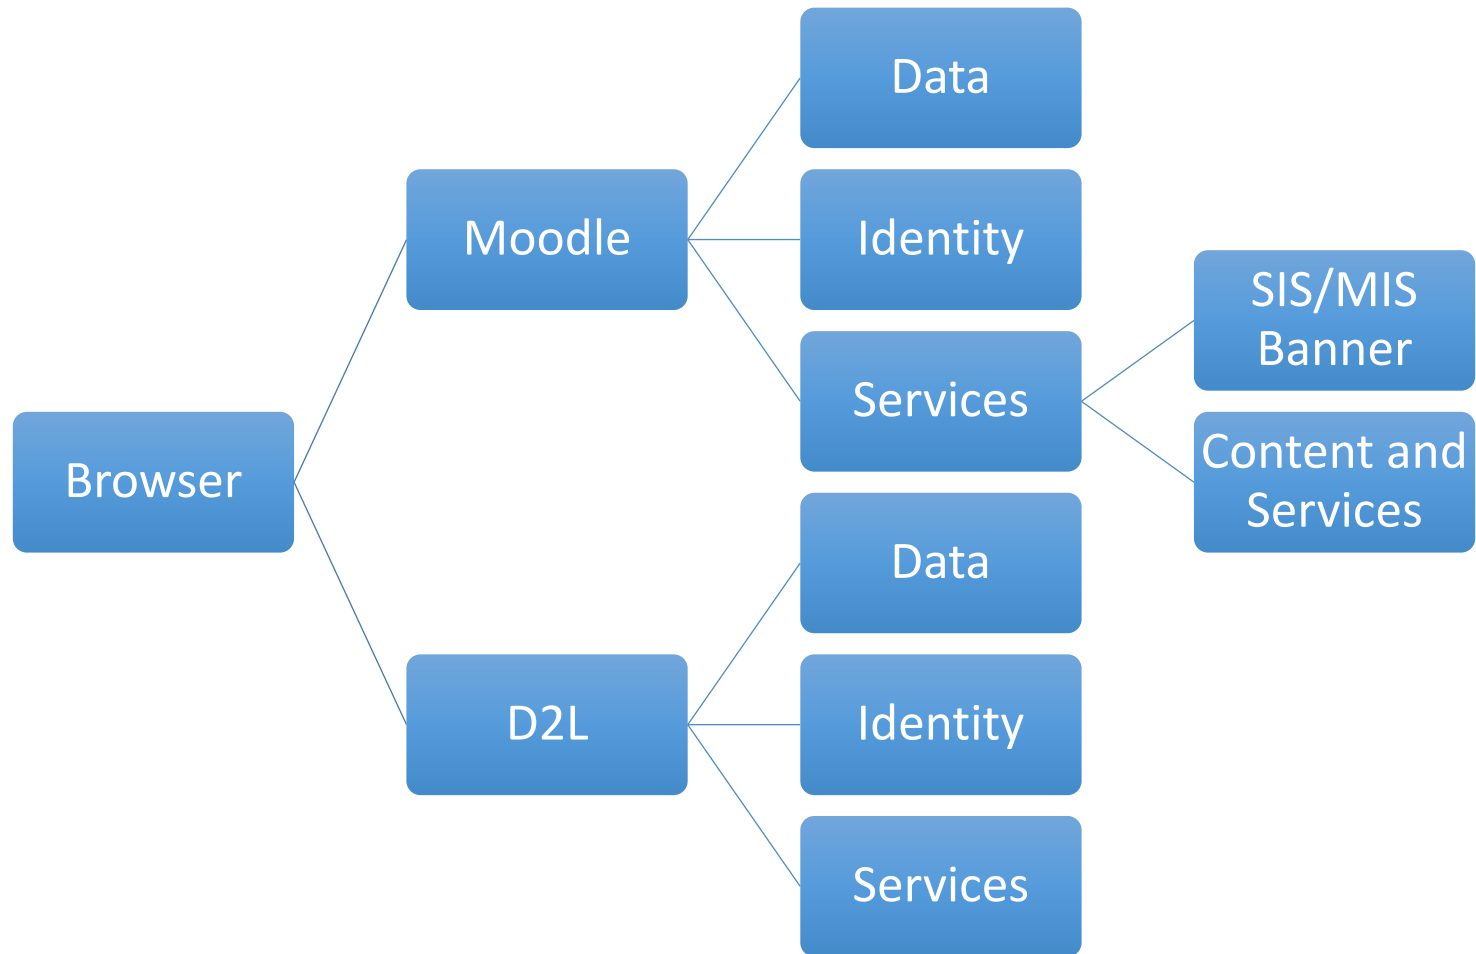 Browser
Moodle
Data
Identity
Services
SIS/MIS
Banner
Content and
Services
D2L
Data
Identity
Services